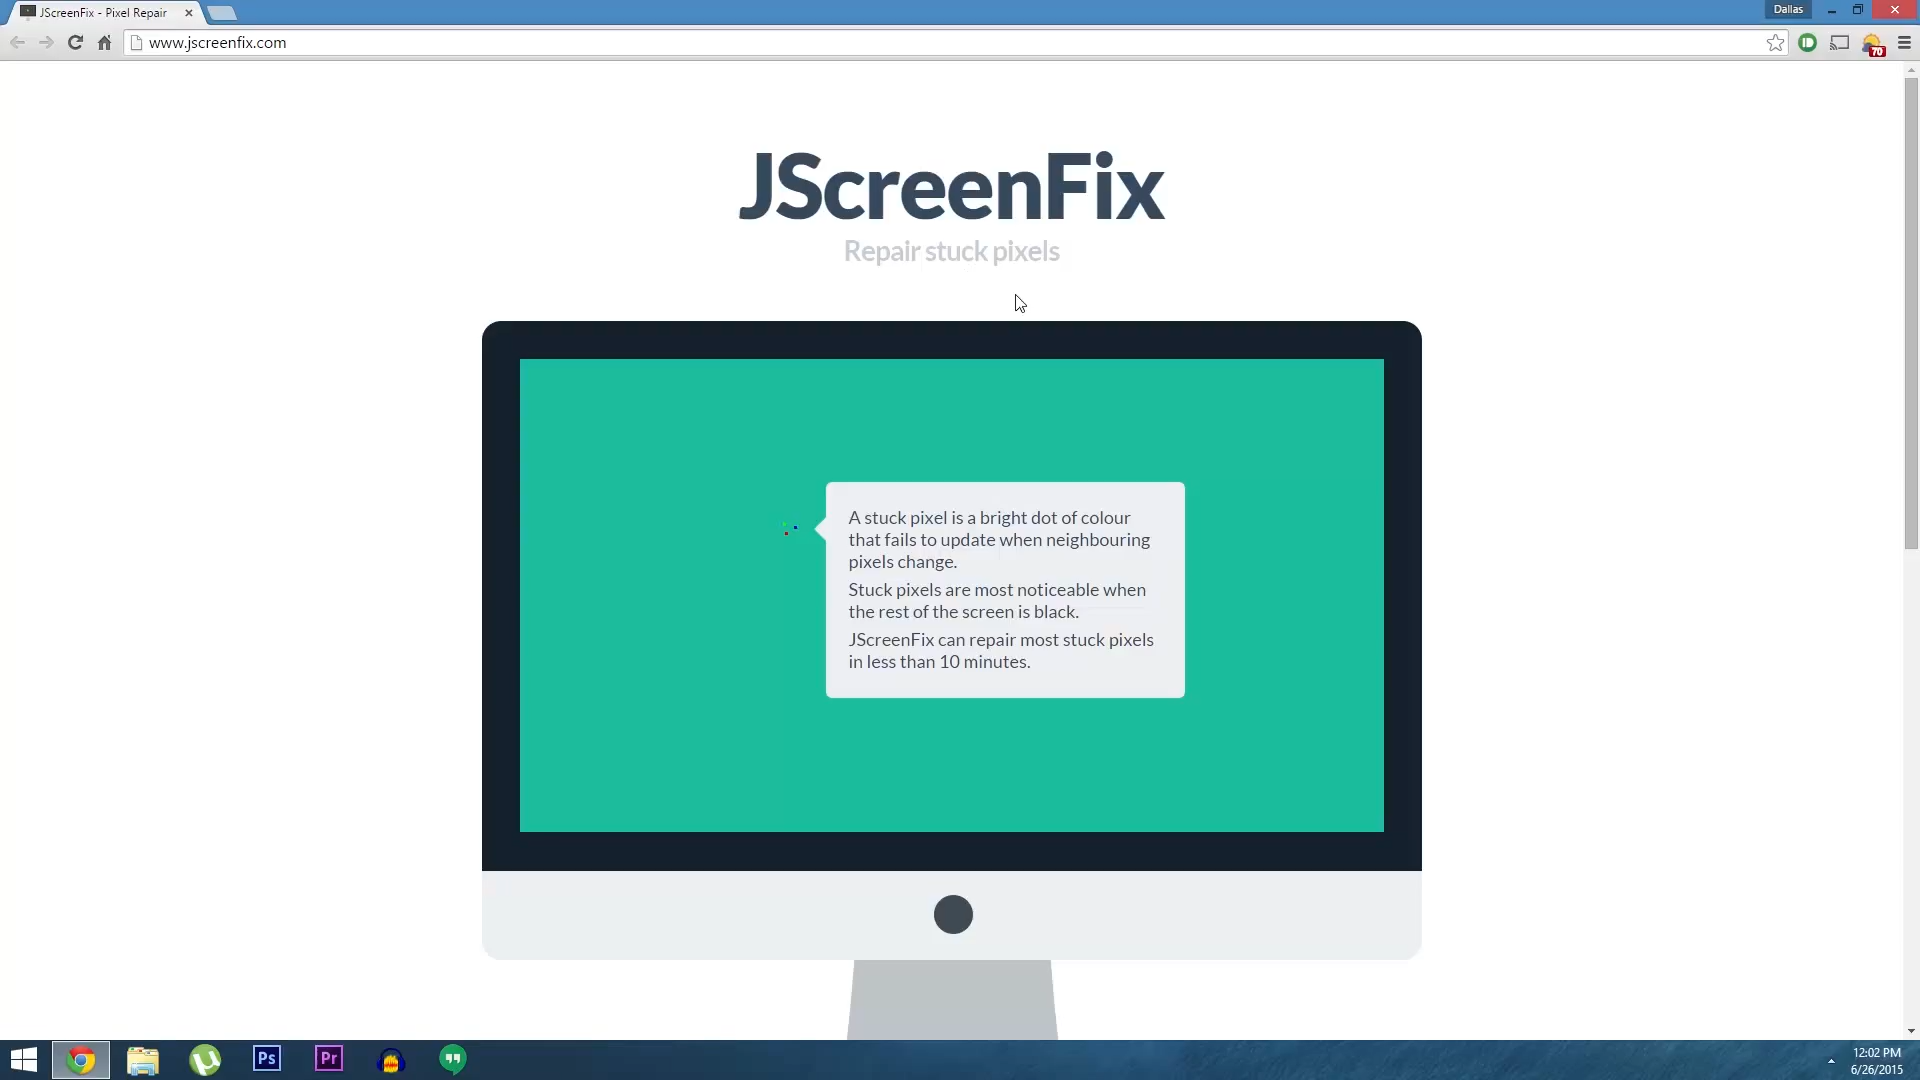 JScreenFix - Pixel Repair
Dallas
www.jscreenfix.com
70
JScreenFix
Repair stuck pixels
A stuck pixel is a bright dot of colour
that fails to update when neighbouring
pixels change.
Stuck pixels are most noticeable when
the rest of the screen is black.
JScreenFix can repair most stuck pixels
in less than 10 minutes.
Ps
Pr
12:02 PM
6/26/2015